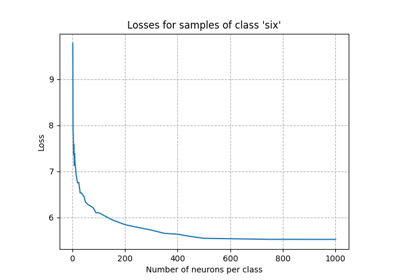 Losses for samples of class 'six'
Loss
9
8
7
6
0 200 400 600 800 1000
Number of neurons per class